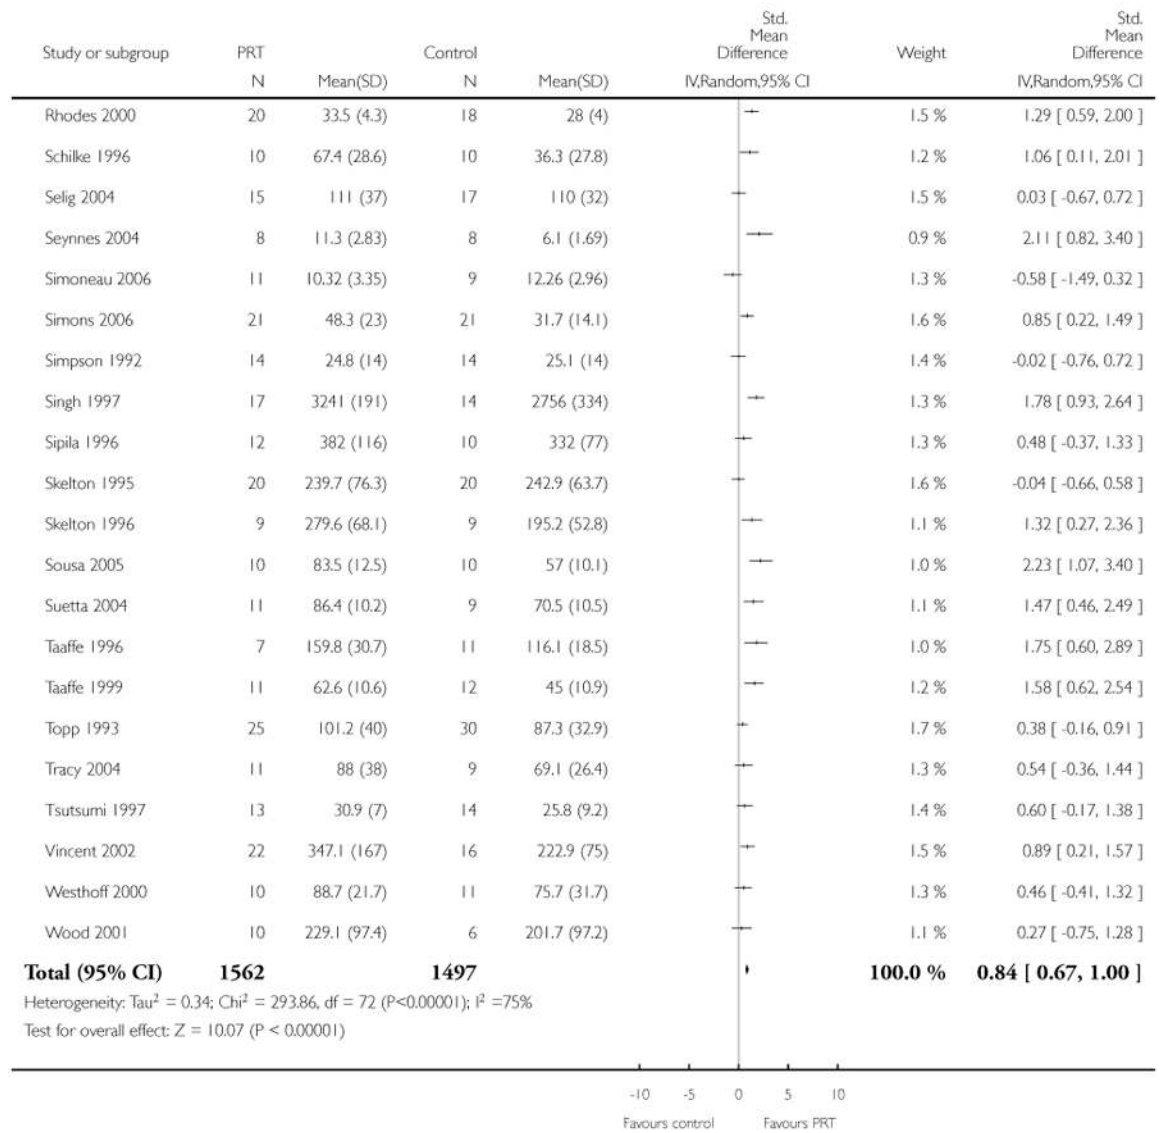 Std.
Mean
Difference
Std.
Mean
Difference
Study or subgroup PRT Control Weight
N Mean(SD) N Mean(SD) IV,Random,95% CI IV,Random,95% CI
Rhodes 2000 20 33.5 (4.3) 18 28 (4) 1.5 % 1.29 [ 0.59, 2.00 ]
Schilke 1996 10 67.4 (28.6) 10 36.3 (27.8) 1.2 % 1.06 [ 0.11, 2.01 ]
Selig 2004 15 111 (37) 17 110 (32) 1.5 % 0.03 [ -0.67, 0.72 ]
Seynnes 2004 8 11.3 (2.83) 8 6.1 (1.69) 0.9 % 2.11 [ 0.82, 3.40 ]
Simoneau 2006 11 10.32 (3.35) 9 12.26 (2.96) 1.3 % -0.58 [ -1.49, 0.32 ]
Simons 2006 21 48.3 (23) 21 31.7 (14.1) 1.6 % 0.85 [ 0.22, 1.49 ]
Simpson 1992 14 24.8 (14) 14 25.1 (14) 1.4 % -0.02 [ -0.76, 0.72 ]
Singh 1997 17 3241 (191) 14 2756 (334) 1.3 % 1.78 [ 0.93, 2.64 ]
Sipila 1996 12 382 (116) 10 332 (77) 1.3 % 0.48 [ -0.37, 1.33 ]
Skelton 1995 20 239.7 (76.3) 20 242.9 (63.7) 1.6 % -0.04 [ -0.66, 0.58 ]
Skelton 1996 9 279.6 (68.1) 9 195.2 (52.8) 1.1 % 1.32 [ 0.27, 2.36 ]
Sousa 2005 10 83.5 (12.5) 10 57 (10.1) 1.0 % 2.23 [ 1.07, 3.40 ]
Suetta 2004 11 86.4 (10.2) 9 70.5 (10.5) 1.1 % 1.47 [ 0.46, 2.49 ]
Taaffe 1996 7 159.8 (30.7) 11 116.1 (18.5) 1.0 % 1.75 [ 0.60, 2.89 ]
Taaffe 1999 11 62.6 (10.6) 12 45 (10.9) 1.2 % 1.58 [ 0.62, 2.54 ]
Topp 1993 25 101.2 (40) 30 87.3 (32.9) 1.7 % 0.38 [ -0.16, 0.91 ]
Tracy 2004 11 88 (38) 9 69.1 (26.4) 1.3 % 0.54 [ -0.36, 1.44 ]
Tsutsumi 1997 13 30.9 (7) 14 25.8 (9.2) 1.4 % 0.60 [ -0.17, 1.38 ]
Vincent 2002 22 347.1 (167) 16 222.9 (75) 1.5 % 0.89 [ 0.21, 1.57 ]
Westhoff 2000 10 88.7 (21.7) 11 75.7 (31.7) 1.3 % 0.46 [ -0.41, 1.32 ]
Wood 2001 10 229.1 (97.4) 6 201.7 (97.2) 1.1 % 0.27 [ -0.75, 1.28 ]
Total (95% CI) 1562 1497 100.0 % 0.84 [ 0.67, 1.00 ]
Heterogeneity: Tau² = 0.34; Chi² = 293.86, df = 72 (P<0.00001); I² =75%
Test for overall effect: Z = 10.07 (P < 0.00001)
-10 -5 0 5 10
Favours control Favours PRT